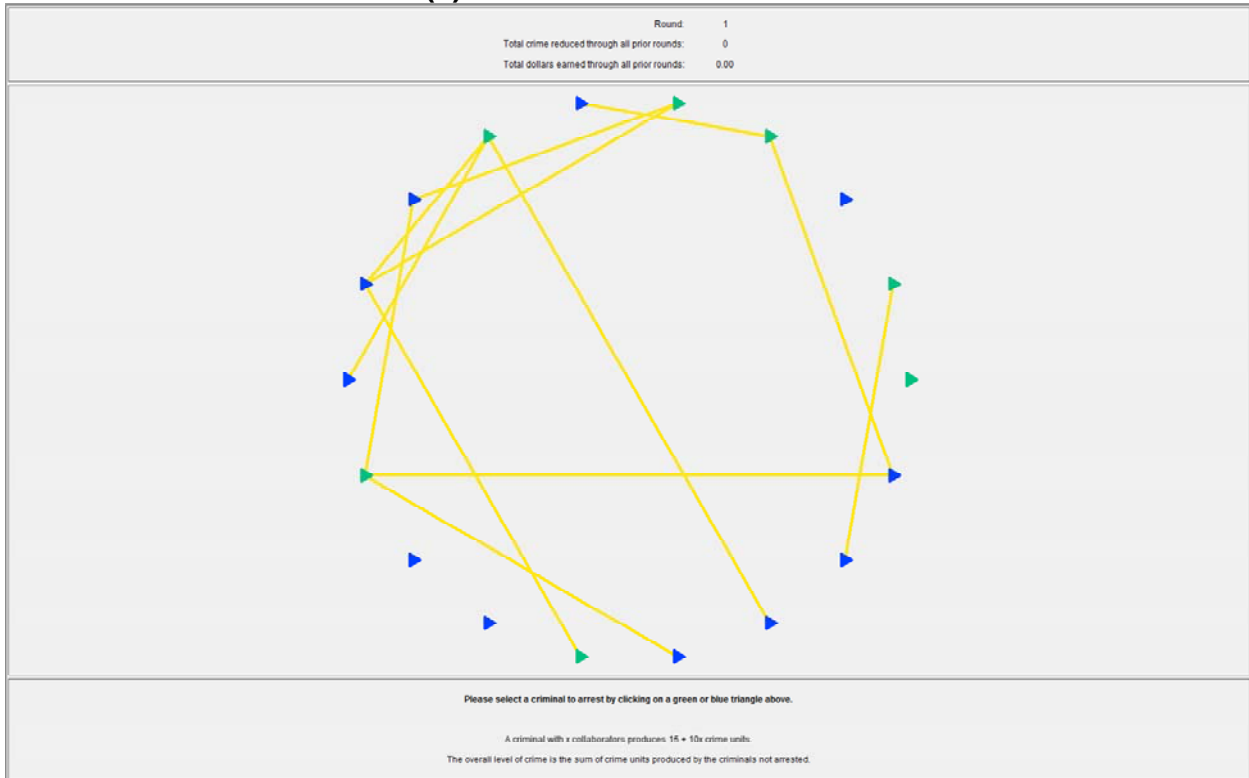 Round: 1
Total crime reduced through all prior rounds: 0
Total dollars earned through all prior rounds: 0.00
Please select a criminal to arrest by clicking on a green or blue triangle above.
A criminal with x collaborators produces 15 + 10x crime units.
The overall level of crime is the sum of crime units produced by the criminals not arrested.